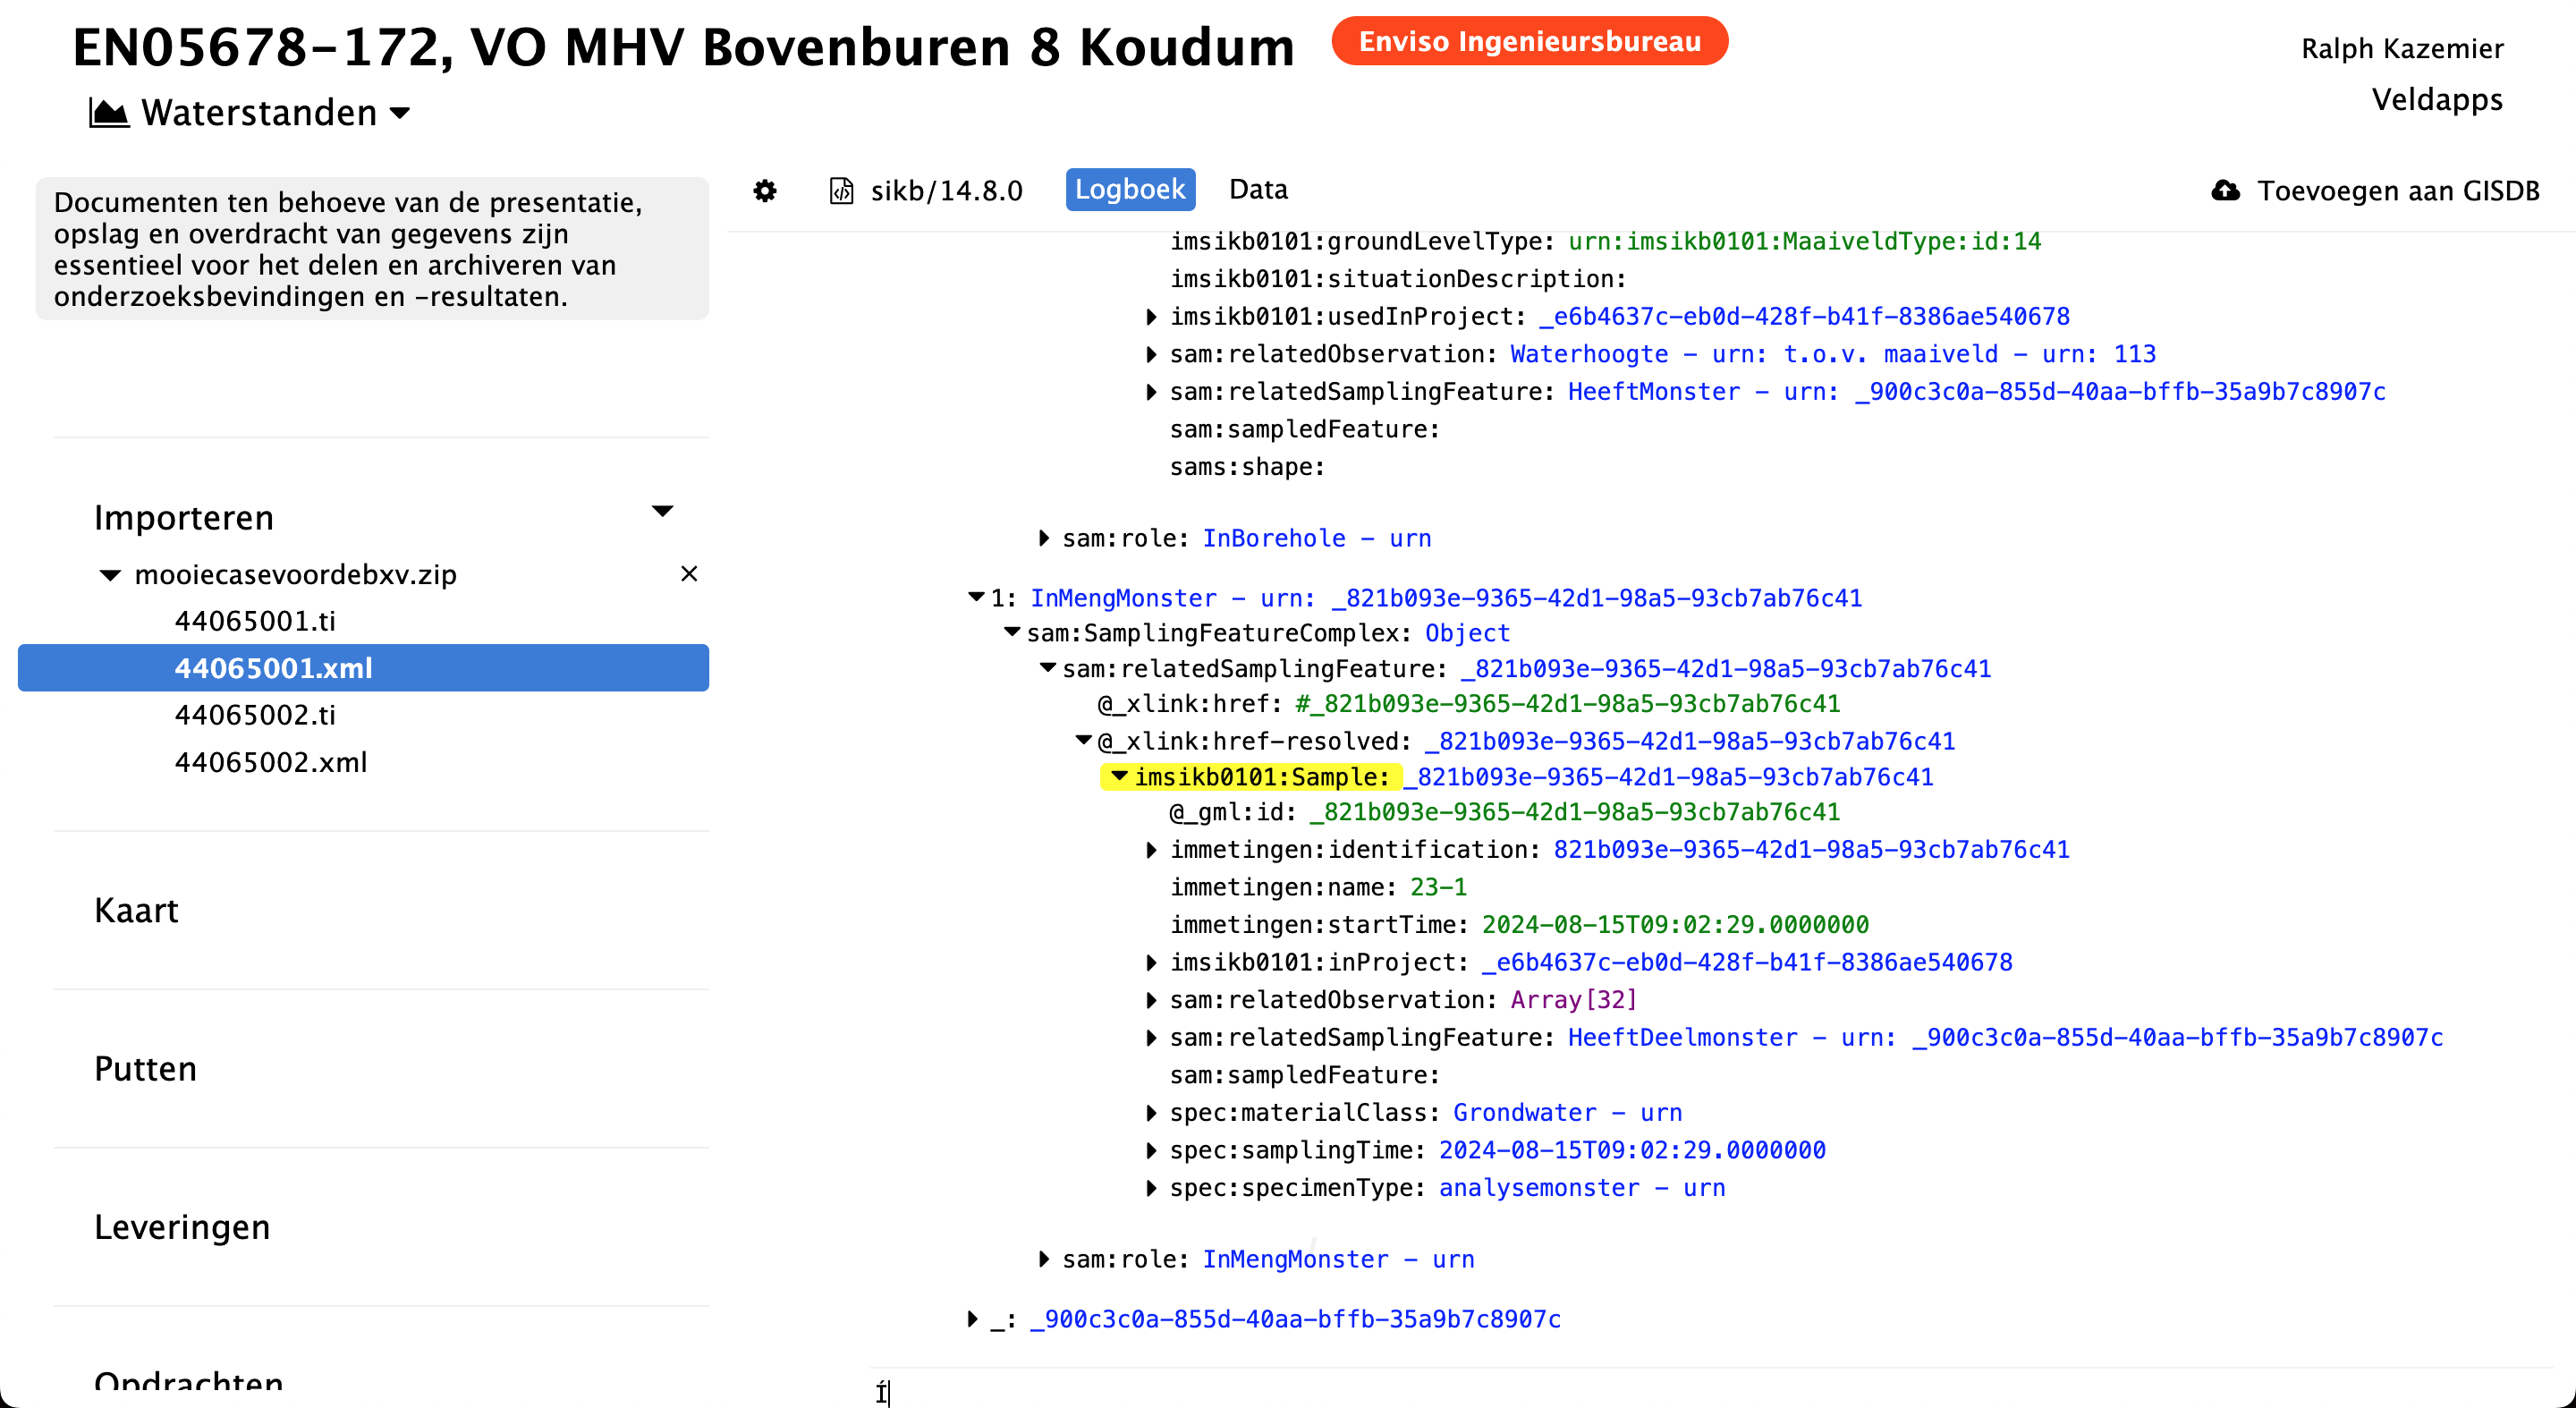 EN05678-172, VO MHV Bovenburen 8 Koudum
Enviso Ingenieursbureau
Ralph Kazemier
Waterstanden
Veldapps
Documenten ten behoeve van de presentatie,
opslag en overdracht van gegevens zijn
essentieel voor het delen en archiveren van
onderzoeksbevindingen en -resultaten.
Importeren
mooiecasevoordebxv.zip ×
44065001.ti
44065001.xml
44065002.ti
44065002.xml
Kaart
Putten
Leveringen
Opdrachten
sikb/14.8.0 Logboek Data Toevoegen aan GISDB
imsikb0101:groundLevelType: urn:imsikb0101:MaaiveldType:id:14
imsikb0101:situationDescription:
imsikb0101:usedInProject: _e6b4637c-eb0d-428f-b41f-8386ae540678
sam:relatedObservation: Waterhoogte - urn: t.o.v. maaiveld - urn: 113
sam:relatedSamplingFeature: HeeftMonster - urn: _900c3c0a-855d-40aa-bffb-35a9b7c8907c
sam:sampledFeature:
sams:shape:
sam:role: InBorehole - urn
1: InMengMonster - urn: _821b093e-9365-42d1-98a5-93cb7ab76c41
sam:SamplingFeatureComplex: Object
sam:relatedSamplingFeature: _821b093e-9365-42d1-98a5-93cb7ab76c41
@_xlink:href: #_821b093e-9365-42d1-98a5-93cb7ab76c41
@_xlink:href-resolved: _821b093e-9365-42d1-98a5-93cb7ab76c41
imsikb0101:Sample: _821b093e-9365-42d1-98a5-93cb7ab76c41
@_gml:id: _821b093e-9365-42d1-98a5-93cb7ab76c41
immetingen:identification: 821b093e-9365-42d1-98a5-93cb7ab76c41
immetingen:name: 23-1
immetingen:startTime: 2024-08-15T09:02:29.0000000
imsikb0101:inProject: _e6b4637c-eb0d-428f-b41f-8386ae540678
sam:relatedObservation: Array[32]
sam:relatedSamplingFeature: HeeftDeelmonster - urn: _900c3c0a-855d-40aa-bffb-35a9b7c8907c
sam:sampledFeature:
spec:materialClass: Grondwater - urn
spec:samplingTime: 2024-08-15T09:02:29.0000000
spec:specimenType: analysemonster - urn
sam:role: InMengMonster - urn
_: _900c3c0a-855d-40aa-bffb-35a9b7c8907c
Í